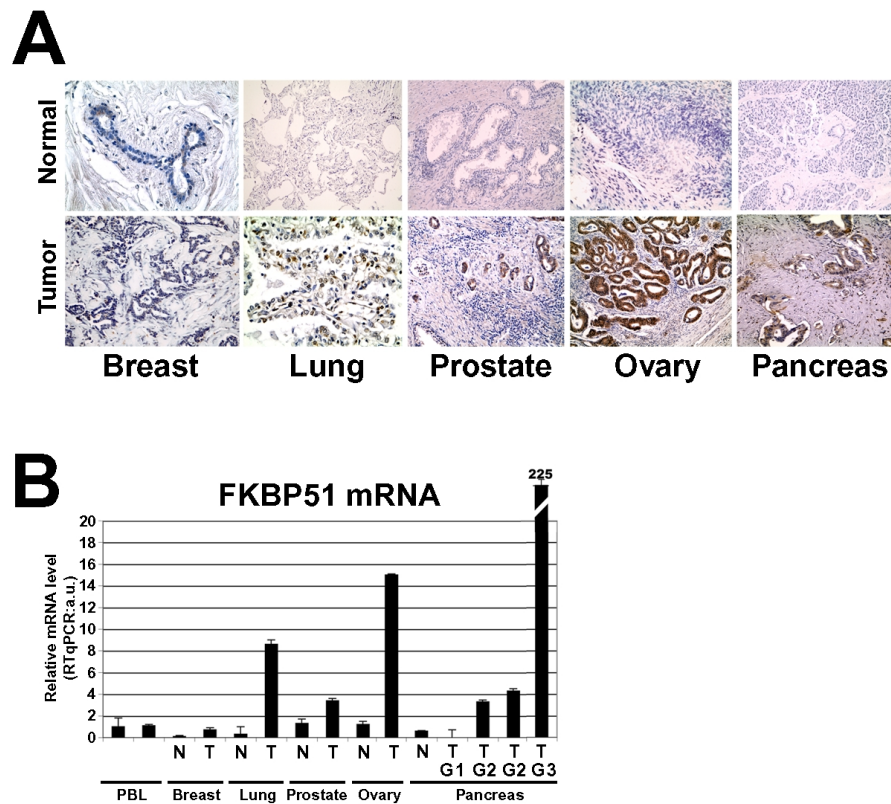 A
Normal
Tumor
Breast Lung Prostate Ovary Pancreas
B
FKBP51 mRNA
225
Relative mRNA level
(RTqPCR:a.u.)
20
18
16
14
12
10
8
6
4
2
0
N T N T N T N T N T T T T
G1 G2 G2 G3
PBL Breast Lung Prostate Ovary Pancreas